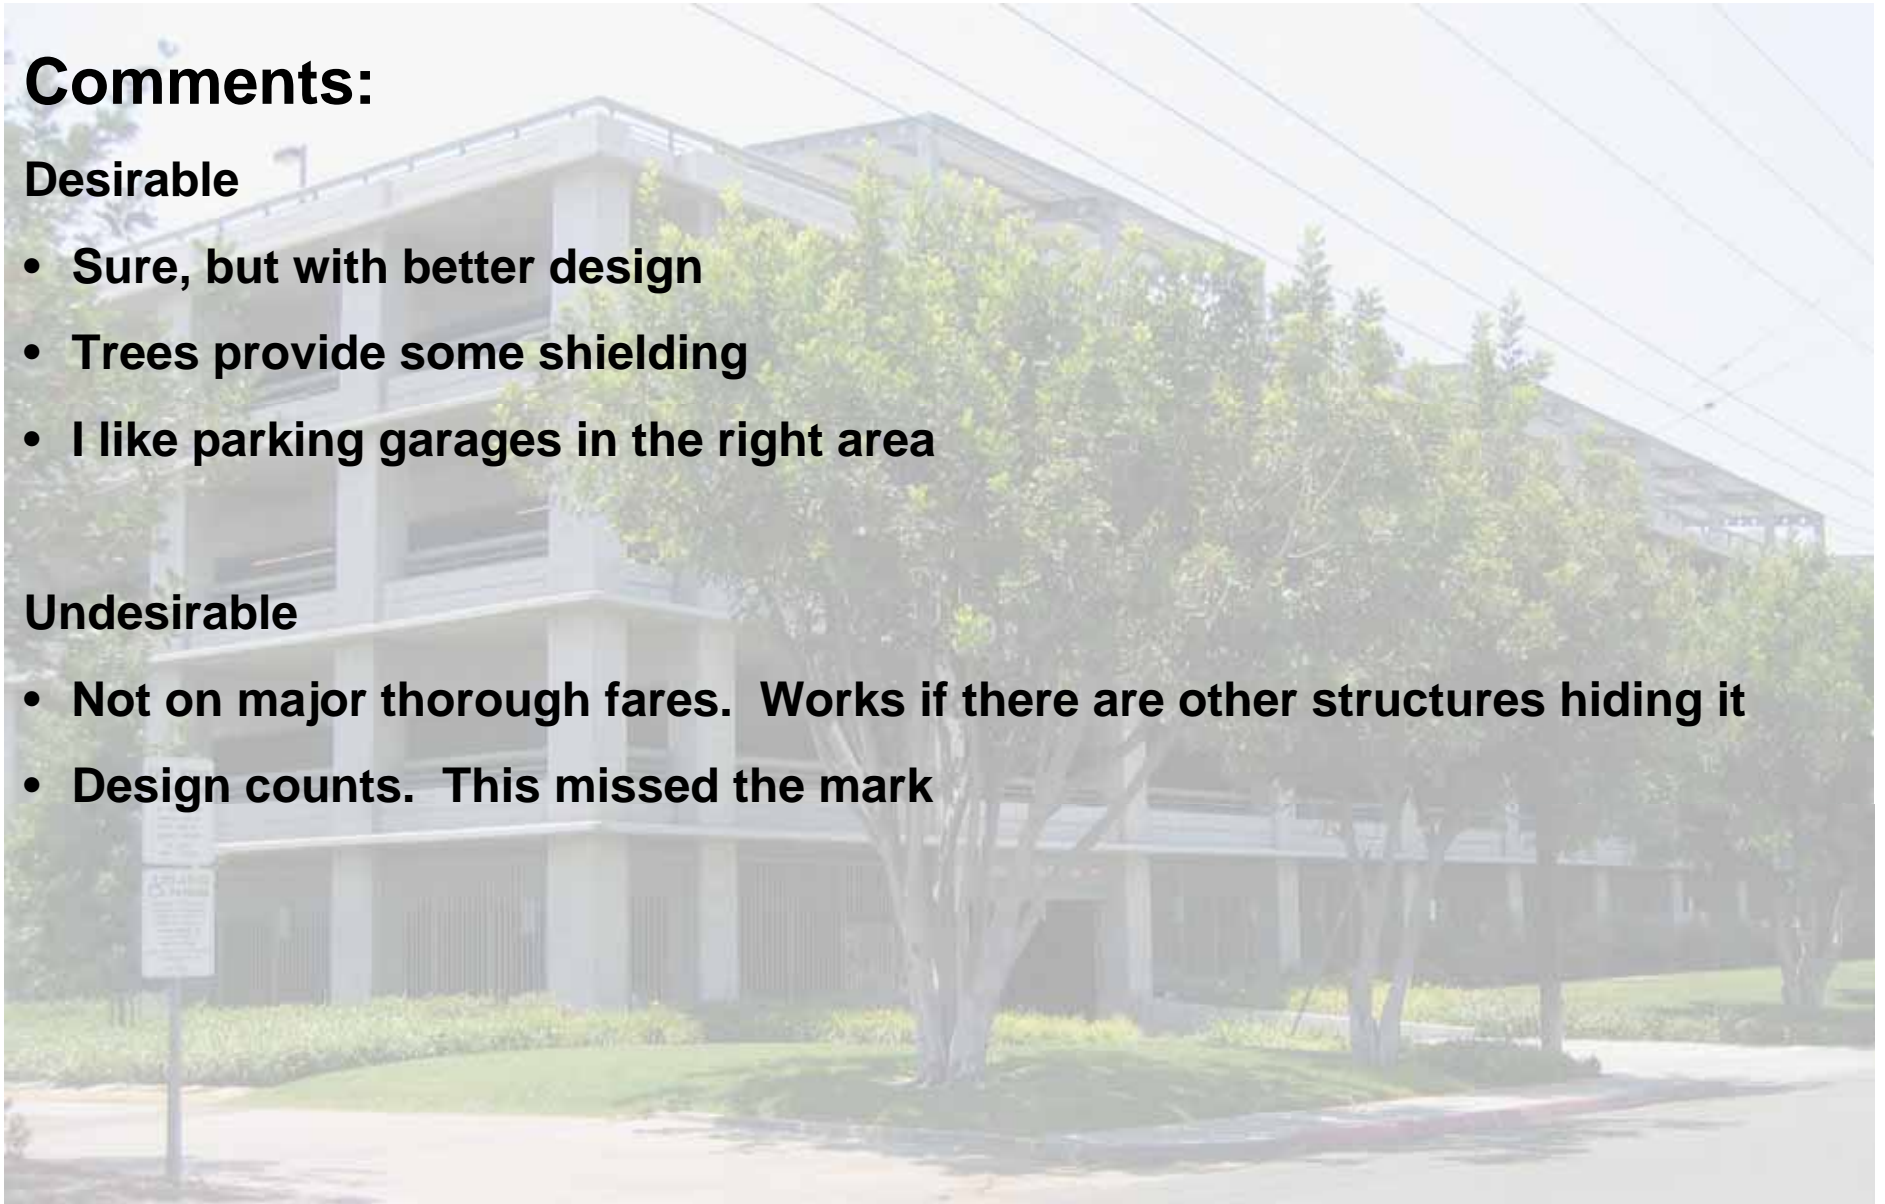 Comments:
Desirable
• Sure, but with better design
• Trees provide some shielding
• I like parking garages in the right area
Undesirable
• Not on major thorough fares.  Works if there are other structures hiding it
• Design counts.  This missed the mark